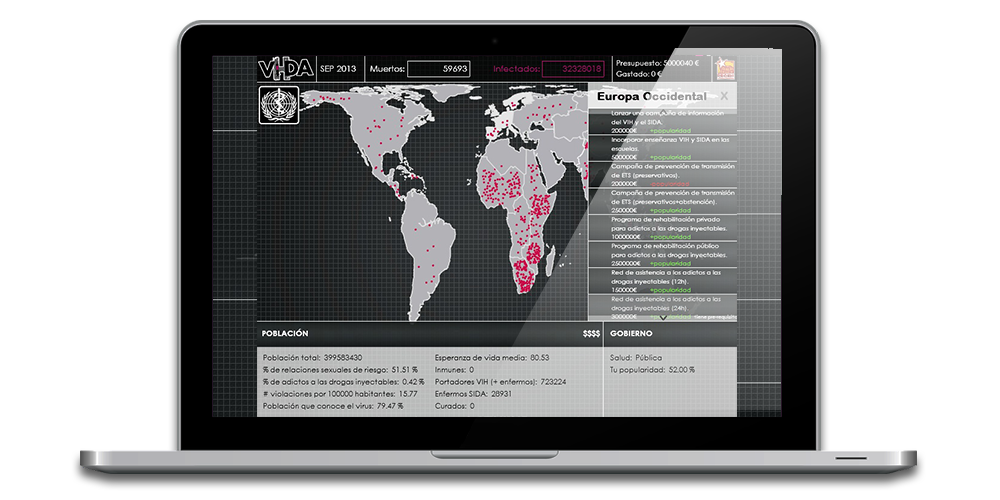 VIHDA
SEP 2013
Muertos: 59693
Infectados: 32328018
Presupuesto: 5000040 €
Gastado: 0 €
Europa Occidental X
Lanzar una campaña de información
del VIH y el SIDA.
200000€ +popularidad
Incorporar enseñanza VIH y SIDA en las
escuelas.
500000€ +popularidad
Campaña de prevención de transmisión
de ETS (preservativos).
200000€ -popularidad
Campaña de prevención de transmisión
de ETS (preservativos+abstención).
250000€ +popularidad
Programa de rehabilitación privado
para adictos a las drogas inyectables.
1000000€ +popularidad
Programa de rehabilitación público
para adictos a las drogas inyectables.
2500000€ +popularidad
Red de asistencia a los adictos a las
drogas inyectables (12h).
150000€ +popularidad
Red de asistencia a los adictos a las
drogas inyectables (24h)
300000€ +popularidad
POBLACIÓN $$$$
Población total: 399583430
% de relaciones sexuales de riesgo: 51.51 %
% de adictos a las drogas inyectables: 0.42 %
# violaciones por 100000 habitantes: 15.77
Población que conoce el virus: 79.47 %
Esperanza de vida media: 80.53
Inmunes: 0
Portadores VIH (+ enfermos): 723224
Enfermos SIDA: 28931
Curados: 0
GOBIERNO
Salud: Pública
Tu popularidad: 52.00 %